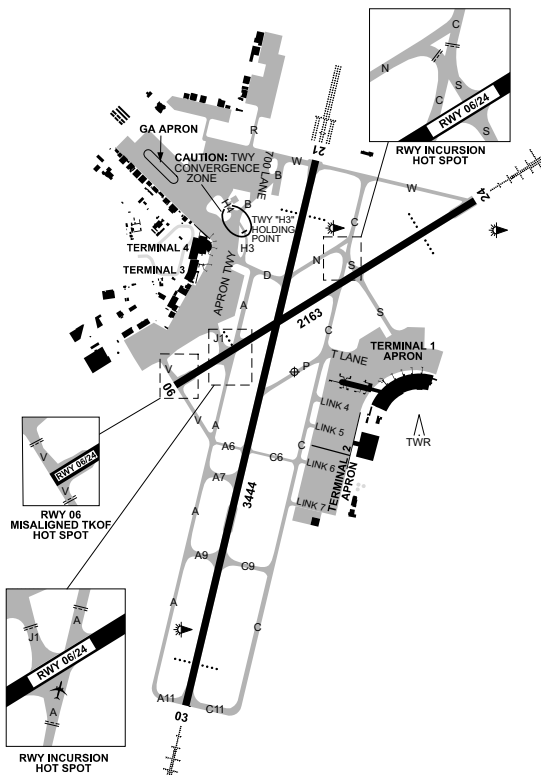 C
N
S
C
RWY 06/24
S
RWY INCURSION
HOT SPOT
GA APRON
R
21
CAUTION: TWY
CONVERGENCE
ZONE
700 LANE
W
B
W
24
H4
B
TWY "H3"
HOLDING
POINT
C
H3
TERMINAL 4
TERMINAL 3
N
S
D
APRON TWY
A
2163
S
J1
C
TERMINAL 1
APRON
T LANE
V
06
P
LINK 4
V
A
LINK 5
TWR
A6
C
C6
LINK 6
TERMINAL 2
APRON
V
RWY 06/24
V
RWY 06
MISALIGNED TKOF
HOT SPOT
A7
3444
LINK 7
A
A9
C9
A
C
J1
A
RWY 06/24
A
RWY INCURSION
HOT SPOT
A11
03
C11